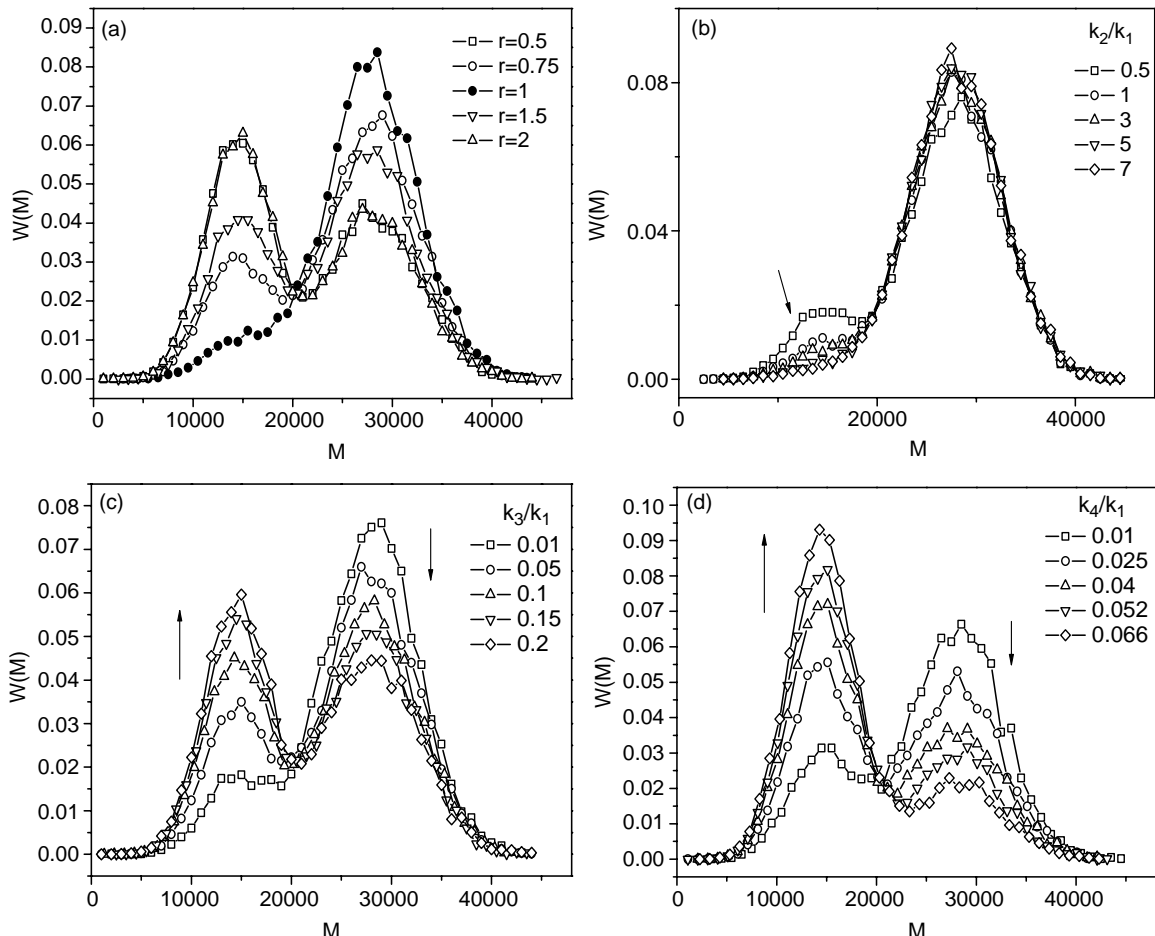 (a)
r=0.5
r=0.75
r=1
r=1.5
r=2
0.09
0.08
0.07
0.06
0.05
0.04
0.03
0.02
0.01
0.00
W(M)
0 10000 20000 30000 40000
M
(b)
k2/k1
0.5
1
3
5
7
0.08
0.04
0.00
W(M)
0 20000 40000
M
(c)
k3/k1
0.01
0.05
0.1
0.15
0.2
0.08
0.07
0.06
0.05
0.04
0.03
0.02
0.01
0.00
W(M)
0 10000 20000 30000 40000
M
(d)
k4/k1
0.01
0.025
0.04
0.052
0.066
0.10
0.09
0.08
0.07
0.06
0.05
0.04
0.03
0.02
0.01
0.00
W(M)
0 10000 20000 30000 40000
M